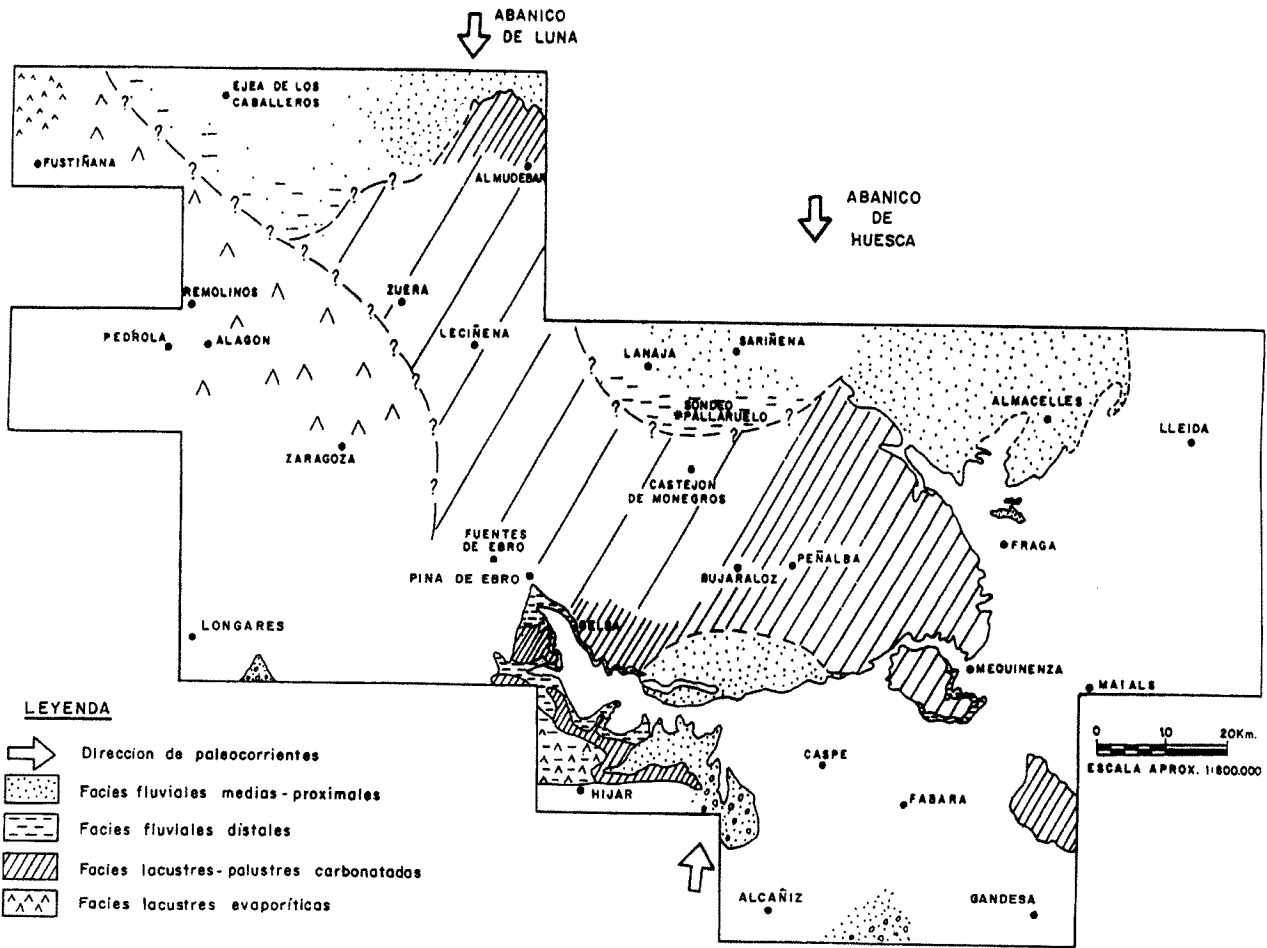 ABANICO
DE LUNA
EJEA DE LOS
CABALLEROS
FUSTIÑANA
ALMUDEBAR
ABANICO
DE
HUESCA
REMOLINOS
ZUERA
PEDROLA
ALAGON
LECIÑENA
LANAJA
SARIÑENA
SONDEO
PALLARUELO
ALMACELLES
LLEIDA
ZARAGOZA
CASTEJON
DE MONEGROS
FUENTES
DE EBRO
PINA DE EBRO
BUJARALOZ
PEÑALBA
FRAGA
LONGARES
GELSA
MEQUINENZA
MAIALS
LEYENDA
Direccion de paleocorrientes
Facies fluviales medias-proximales
Facies fluviales distales
Facies lacustres-palustres carbonatadas
Facies lacustres evaporíticas
0 10 20Km.
ESCALA APROX. 1:800.000
CASPE
HIJAR
FABARA
ALCAÑIZ
GANDESA